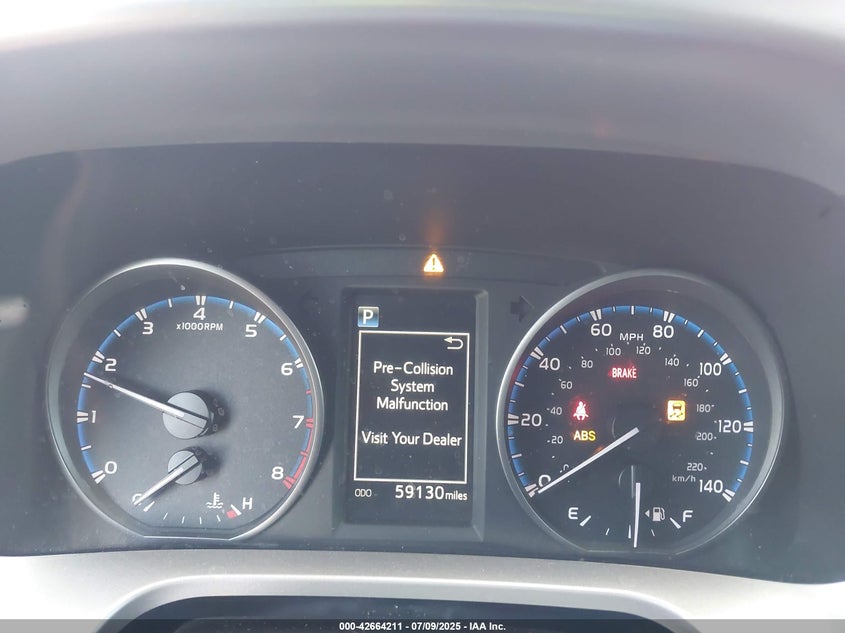 P
Pre-Collision
System
Malfunction
Visit Your Dealer
ODO 59130 miles
0 1 2 3 4 5 6 7 8
x1000RPM
C H
0 20 40 60 80 100 120 140
MPH
20 40 60 80 100 120 140 160 180 200 220
km/h
BRAKE
ABS
E F
000-42664211 - 07/09/2025 - IAA Inc.